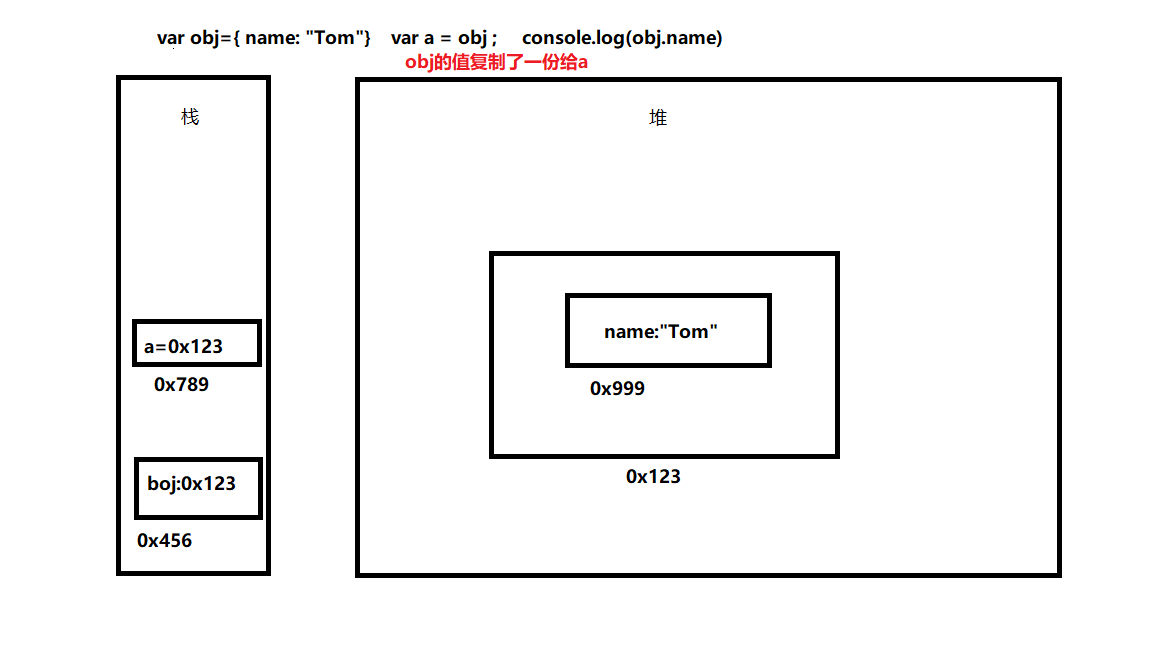 var obj={ name: "Tom"} var a = obj ; console.log(obj.name)
obj的值复制了一份给a
栈
堆
name:"Tom"
a=0x123
0x789
0x999
0x123
boj:0x123
0x456